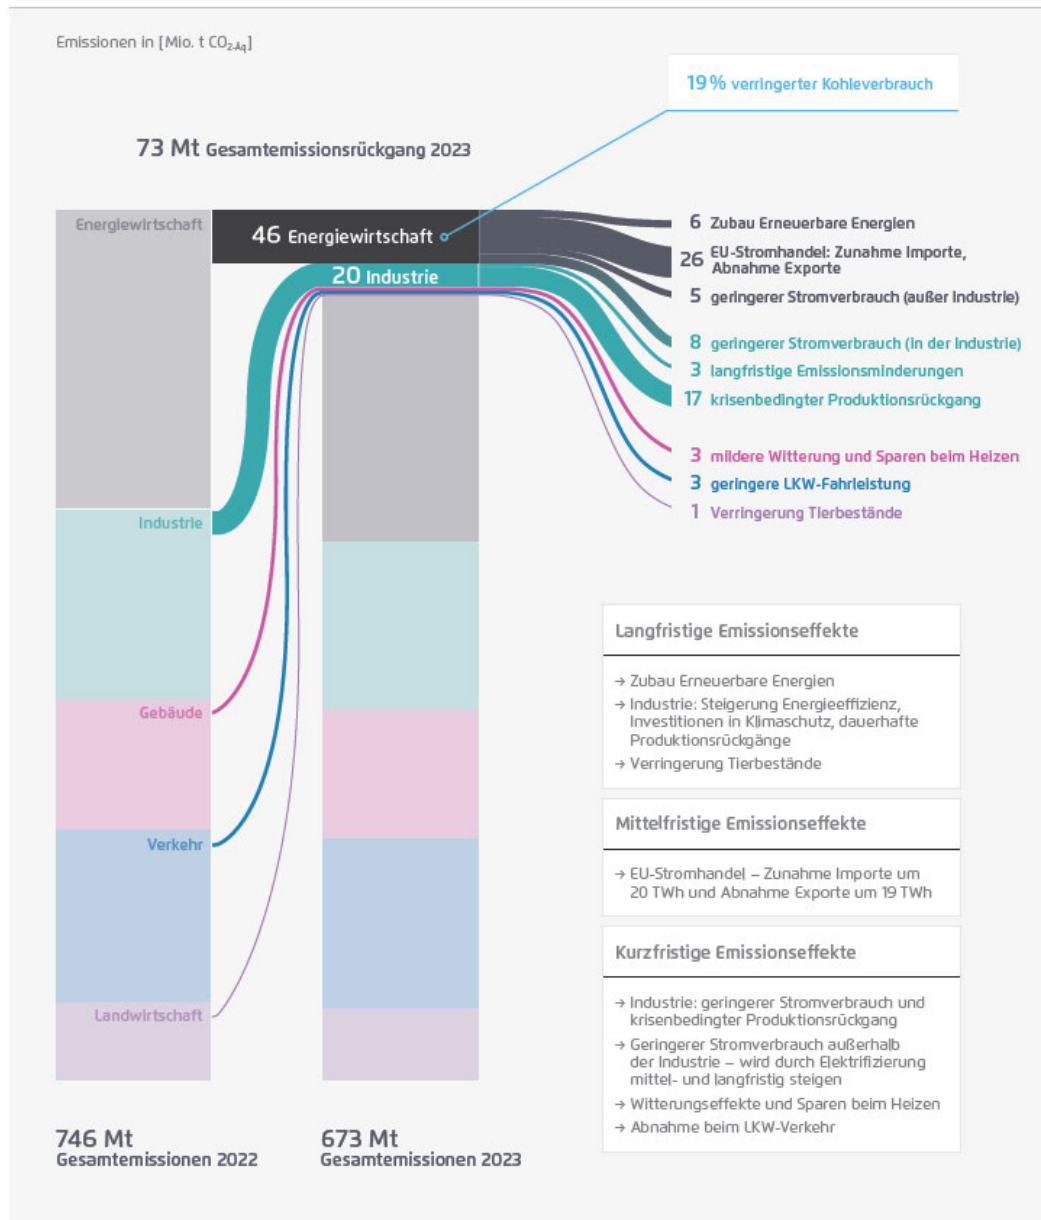 Emissionen in [Mio. t CO2-Äq]
19% verringerter Kohleverbrauch
73 Mt Gesamtemissionsrückgang 2023
Energiewirtschaft
46 Energiewirtschaft
20 Industrie
6 Zubau Erneuerbare Energien
26 EU-Stromhandel: Zunahme Importe,
Abnahme Exporte
5 geringerer Stromverbrauch (außer Industrie)
8 geringerer Stromverbrauch (in der Industrie)
3 langfristige Emissionsminderungen
17 krisenbedingter Produktionsrückgang
3 mildere Witterung und Sparen beim Heizen
3 geringere LKW-Fahrleistung
1 Verringerung Tierbestände
Industrie
Gebäude
Verkehr
Landwirtschaft
746 Mt
Gesamtemissionen 2022
673 Mt
Gesamtemissionen 2023
Langfristige Emissionseffekte
→ Zubau Erneuerbare Energien
→ Industrie: Steigerung Energieeffizienz,
Investitionen in Klimaschutz, dauerhafte
Produktionsrückgänge
→ Verringerung Tierbestände
Mittelfristige Emissionseffekte
→ EU-Stromhandel – Zunahme Importe um
20 TWh und Abnahme Exporte um 19 TWh
Kurzfristige Emissionseffekte
→ Industrie: geringerer Stromverbrauch und
krisenbedingter Produktionsrückgang
→ Geringerer Stromverbrauch außerhalb
der Industrie – wird durch Elektrifizierung
mittel- und langfristig steigen
→ Witterungseffekte und Sparen beim Heizen
→ Abnahme beim LKW-Verkehr